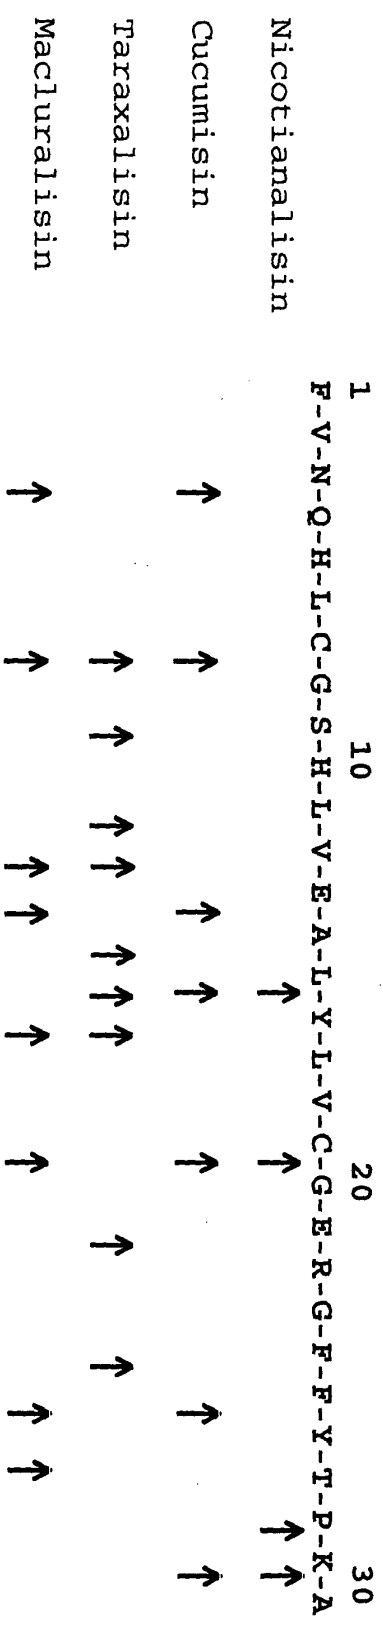 1 10 20 30
F-V-N-Q-H-L-C-G-S-H-L-V-E-A-L-Y-L-V-C-G-E-R-G-F-F-Y-T-P-K-A
Nicotianalisin
Cucumisin
Taraxalisin
Macluralisin